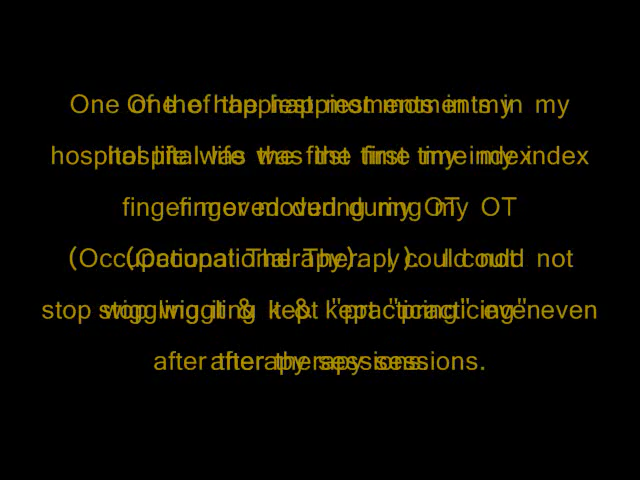 One of the happiest moments in my
hospital life was the first time my index
finger moved during my OT
(Occupational Therapy). I could not
stop wiggling it & kept "practicing" even
after therapy sessions.